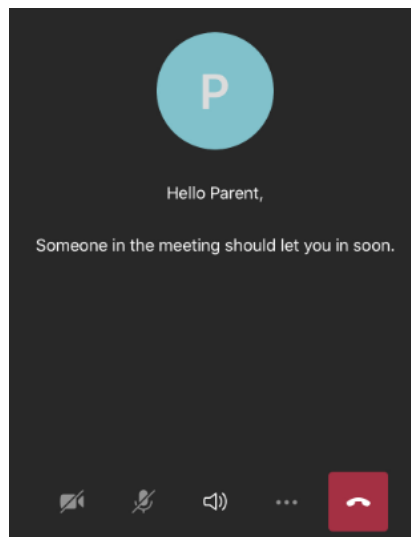 P
Hello Parent,
Someone in the meeting should let you in soon.